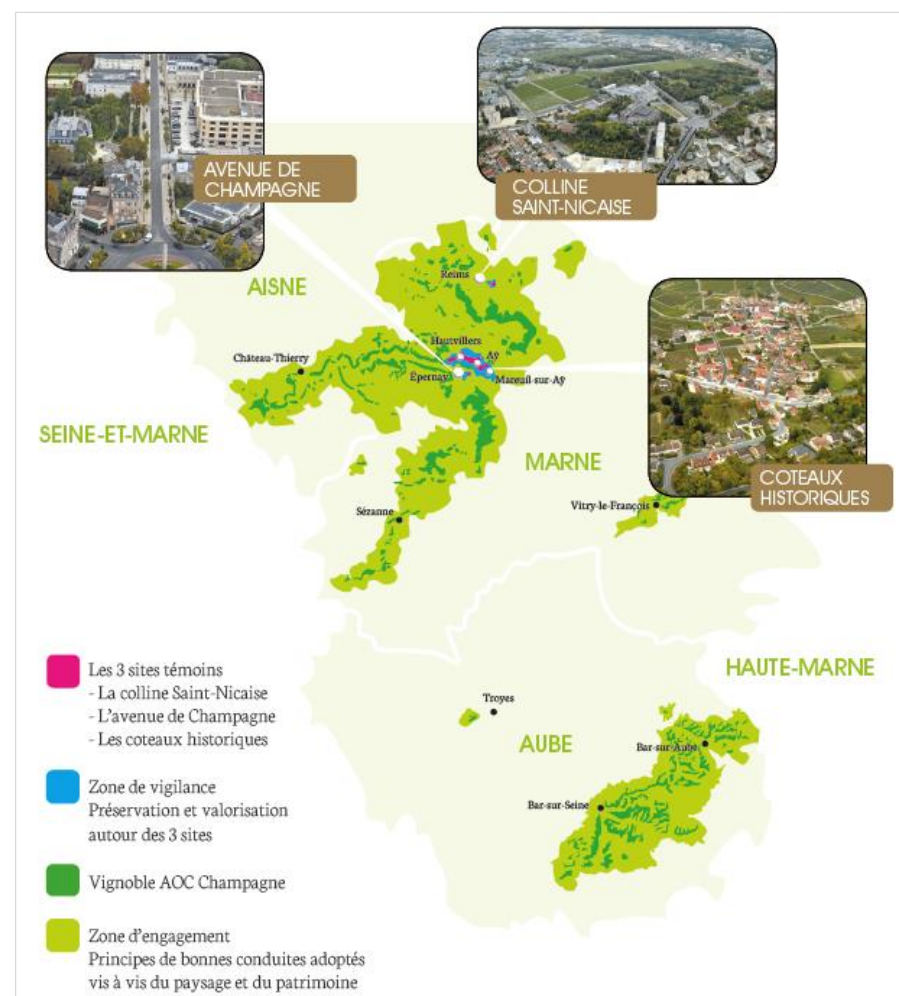 AVENUE DE
CHAMPAGNE
COLLINE
SAINT-NICAISE
AISNE
Reims
Hautvillers
Aÿ
Château-Thierry
Épernay
Mareuil-sur-Aÿ
SEINE-ET-MARNE
MARNE
COTEAUX
HISTORIQUES
Sézanne
Vitry-le-François
Les 3 sites témoins
- La colline Saint-Nicaise
- L'avenue de Champagne
- Les coteaux historiques
HAUTE-MARNE
Troyes
AUBE
Bar-sur-Aube
Bar-sur-Seine
Zone de vigilance
Préservation et valorisation
autour des 3 sites
Vignoble AOC Champagne
Zone d'engagement
Principes de bonnes conduites adoptés
vis à vis du paysage et du patrimoine